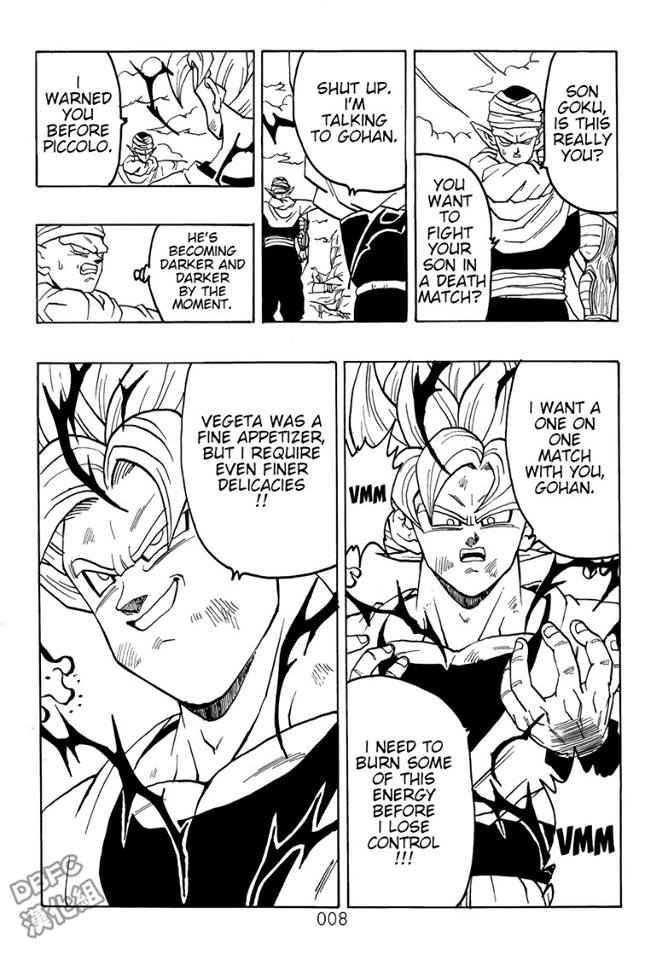 SON
GOKU,
IS THIS
REALLY
YOU?
YOU
WANT
TO
FIGHT
YOUR
SON IN
A DEATH
MATCH?
SHUT UP.
I'M
TALKING
TO GOHAN.
I
WARNED
YOU
BEFORE
PICCOLO.
HE'S
BECOMING
DARKER AND
DARKER
BY THE
MOMENT.
I WANT A
ONE ON
ONE
MATCH
WITH YOU,
GOHAN.
VMM
I NEED TO
BURN SOME
OF THIS
ENERGY
BEFORE
I LOSE
CONTROL
!!!
VMM
VEGETA WAS A
FINE APPETIZER,
BUT I REQUIRE
EVEN FINER
DELICACIES
!!
DBFC
漢化組
008